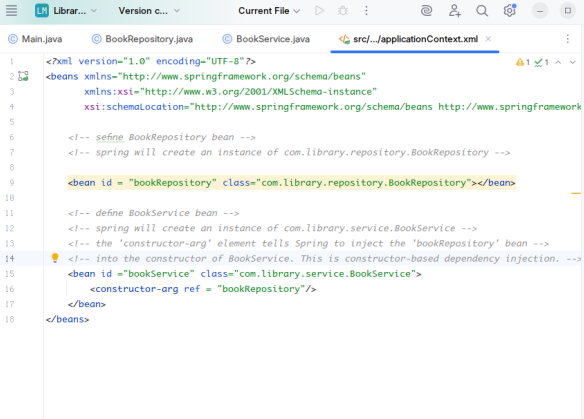 LM Librar... Version c... Current File
Main.java BookRepository.java BookService.java src/.../applicationContext.xml
1 <?xml version="1.0" encoding="UTF-8"?> 1 1
2 <beans xmlns="http://www.springframework.org/schema/beans"
3 xmlns:xsi="http://www.w3.org/2001/XMLSchema-instance"
4 xsi:schemaLocation="http://www.springframework.org/schema/beans http://www.springframework
5
6 <!-- sefine BookRepository bean -->
7 <!-- spring will create an instance of com.library.repository.BookRepository -->
8
9 <bean id = "bookRepository" class="com.library.repository.BookRepository"></bean>
10
11 <!-- define BookService bean -->
12 <!-- spring will create an instance of com.library.service.BookService -->
13 <!-- the 'constructor-arg' element tells Spring to inject the 'bookRepository' bean -->
14 <!-- into the constructor of BookService. This is constructor-based dependency injection. -->
15 <bean id ="bookService" class="com.library.service.BookService">
16 <constructor-arg ref = "bookRepository"/>
17 </bean>
18 </beans>